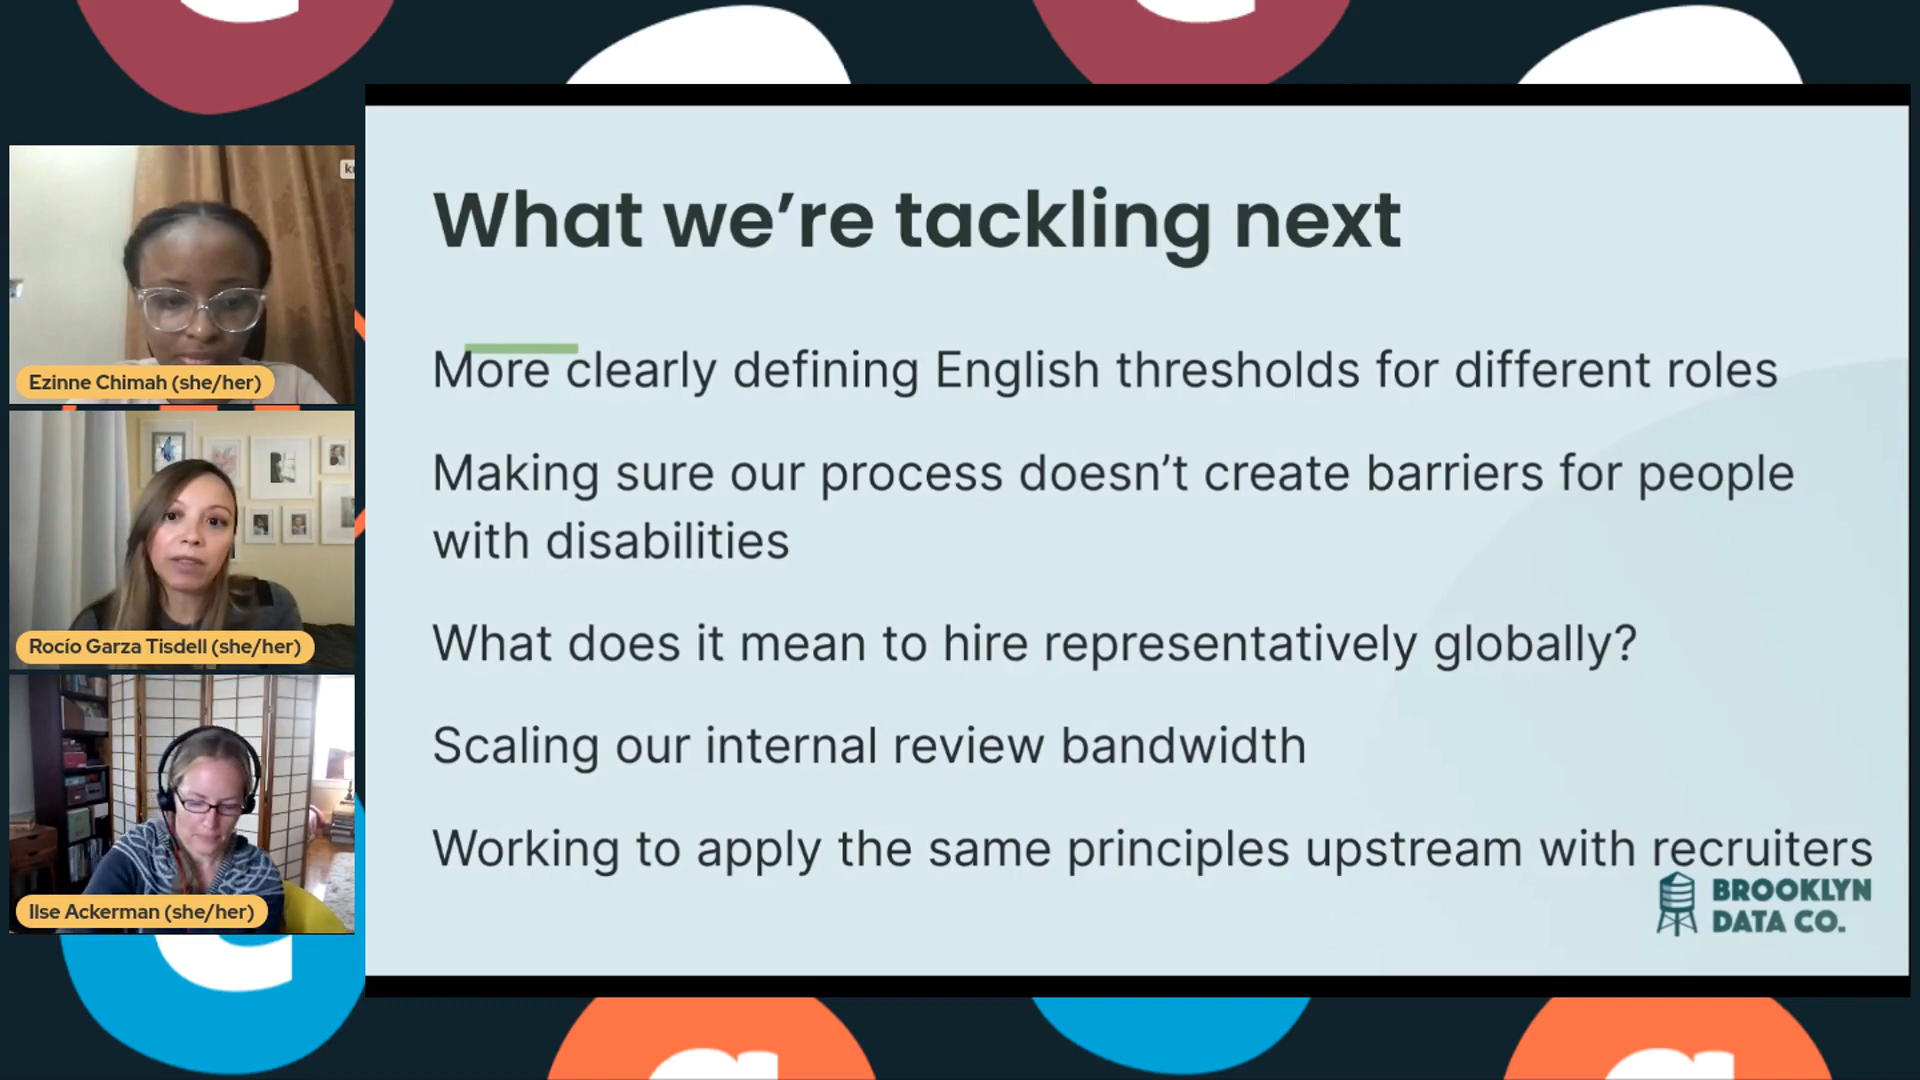 Ezinne Chimah (she/her)
Rocío Garza Tisdell (she/her)
Ilse Ackerman (she/her)
What we’re tackling next
More clearly defining English thresholds for different roles
Making sure our process doesn’t create barriers for people
with disabilities
What does it mean to hire representatively globally?
Scaling our internal review bandwidth
Working to apply the same principles upstream with recruiters
BROOKLYN
DATA CO.